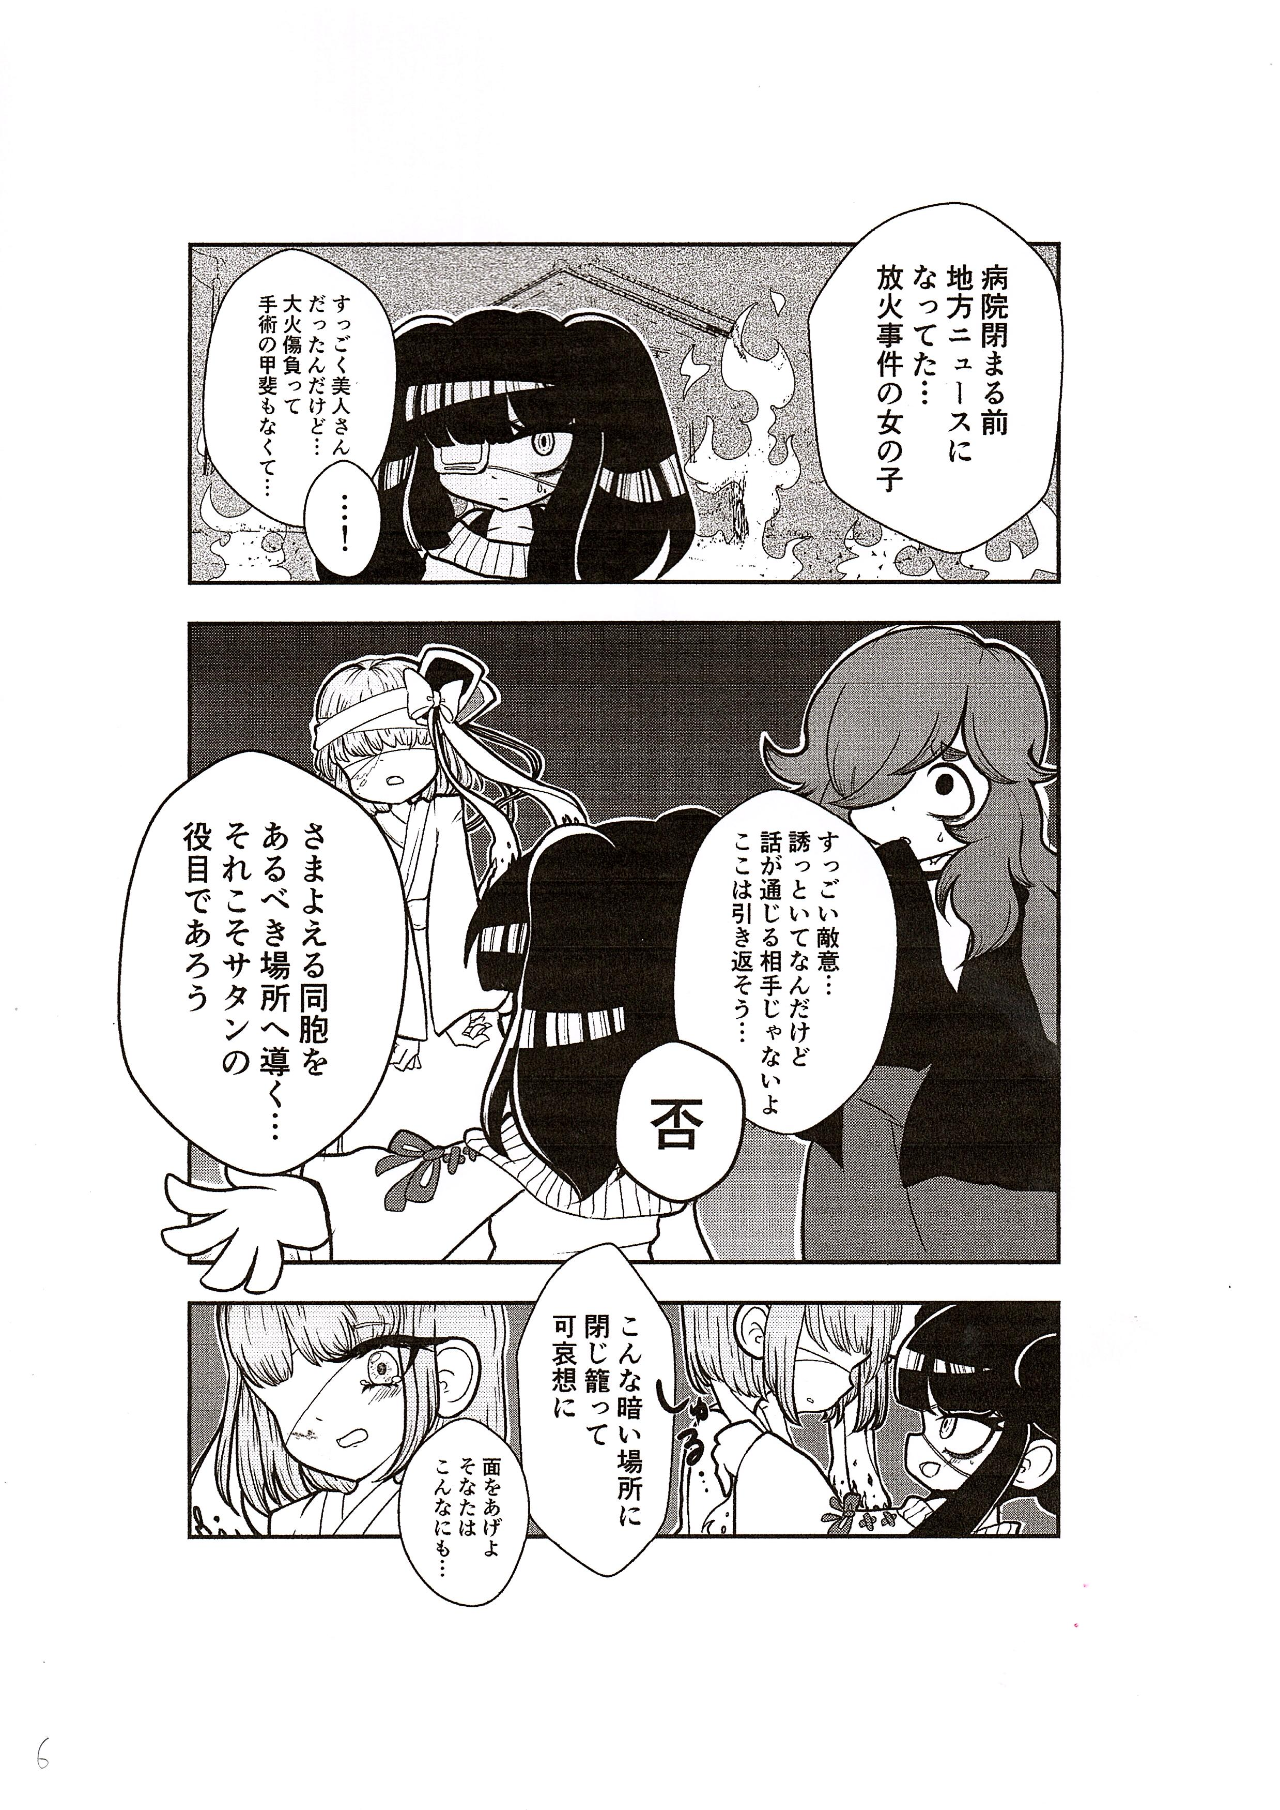 病院閉まる前
地方ニュースに
なってた…
放火事件の女の子
すっごく美人さん
だったんだけど…
大火傷負って
手術の甲斐もなくて…
…！
すっごい敵意…
誘っといてなんだけど
話が通じる相手じゃないよ
ここは引き返そう…
否
さまよえる同胞を
あるべき場所へ導く…
それこそサタンの
役目であろう
こんな暗い場所に
閉じ籠って
可哀想に
しゅる…
面をあげよ
そなたは
こんなにも…
6